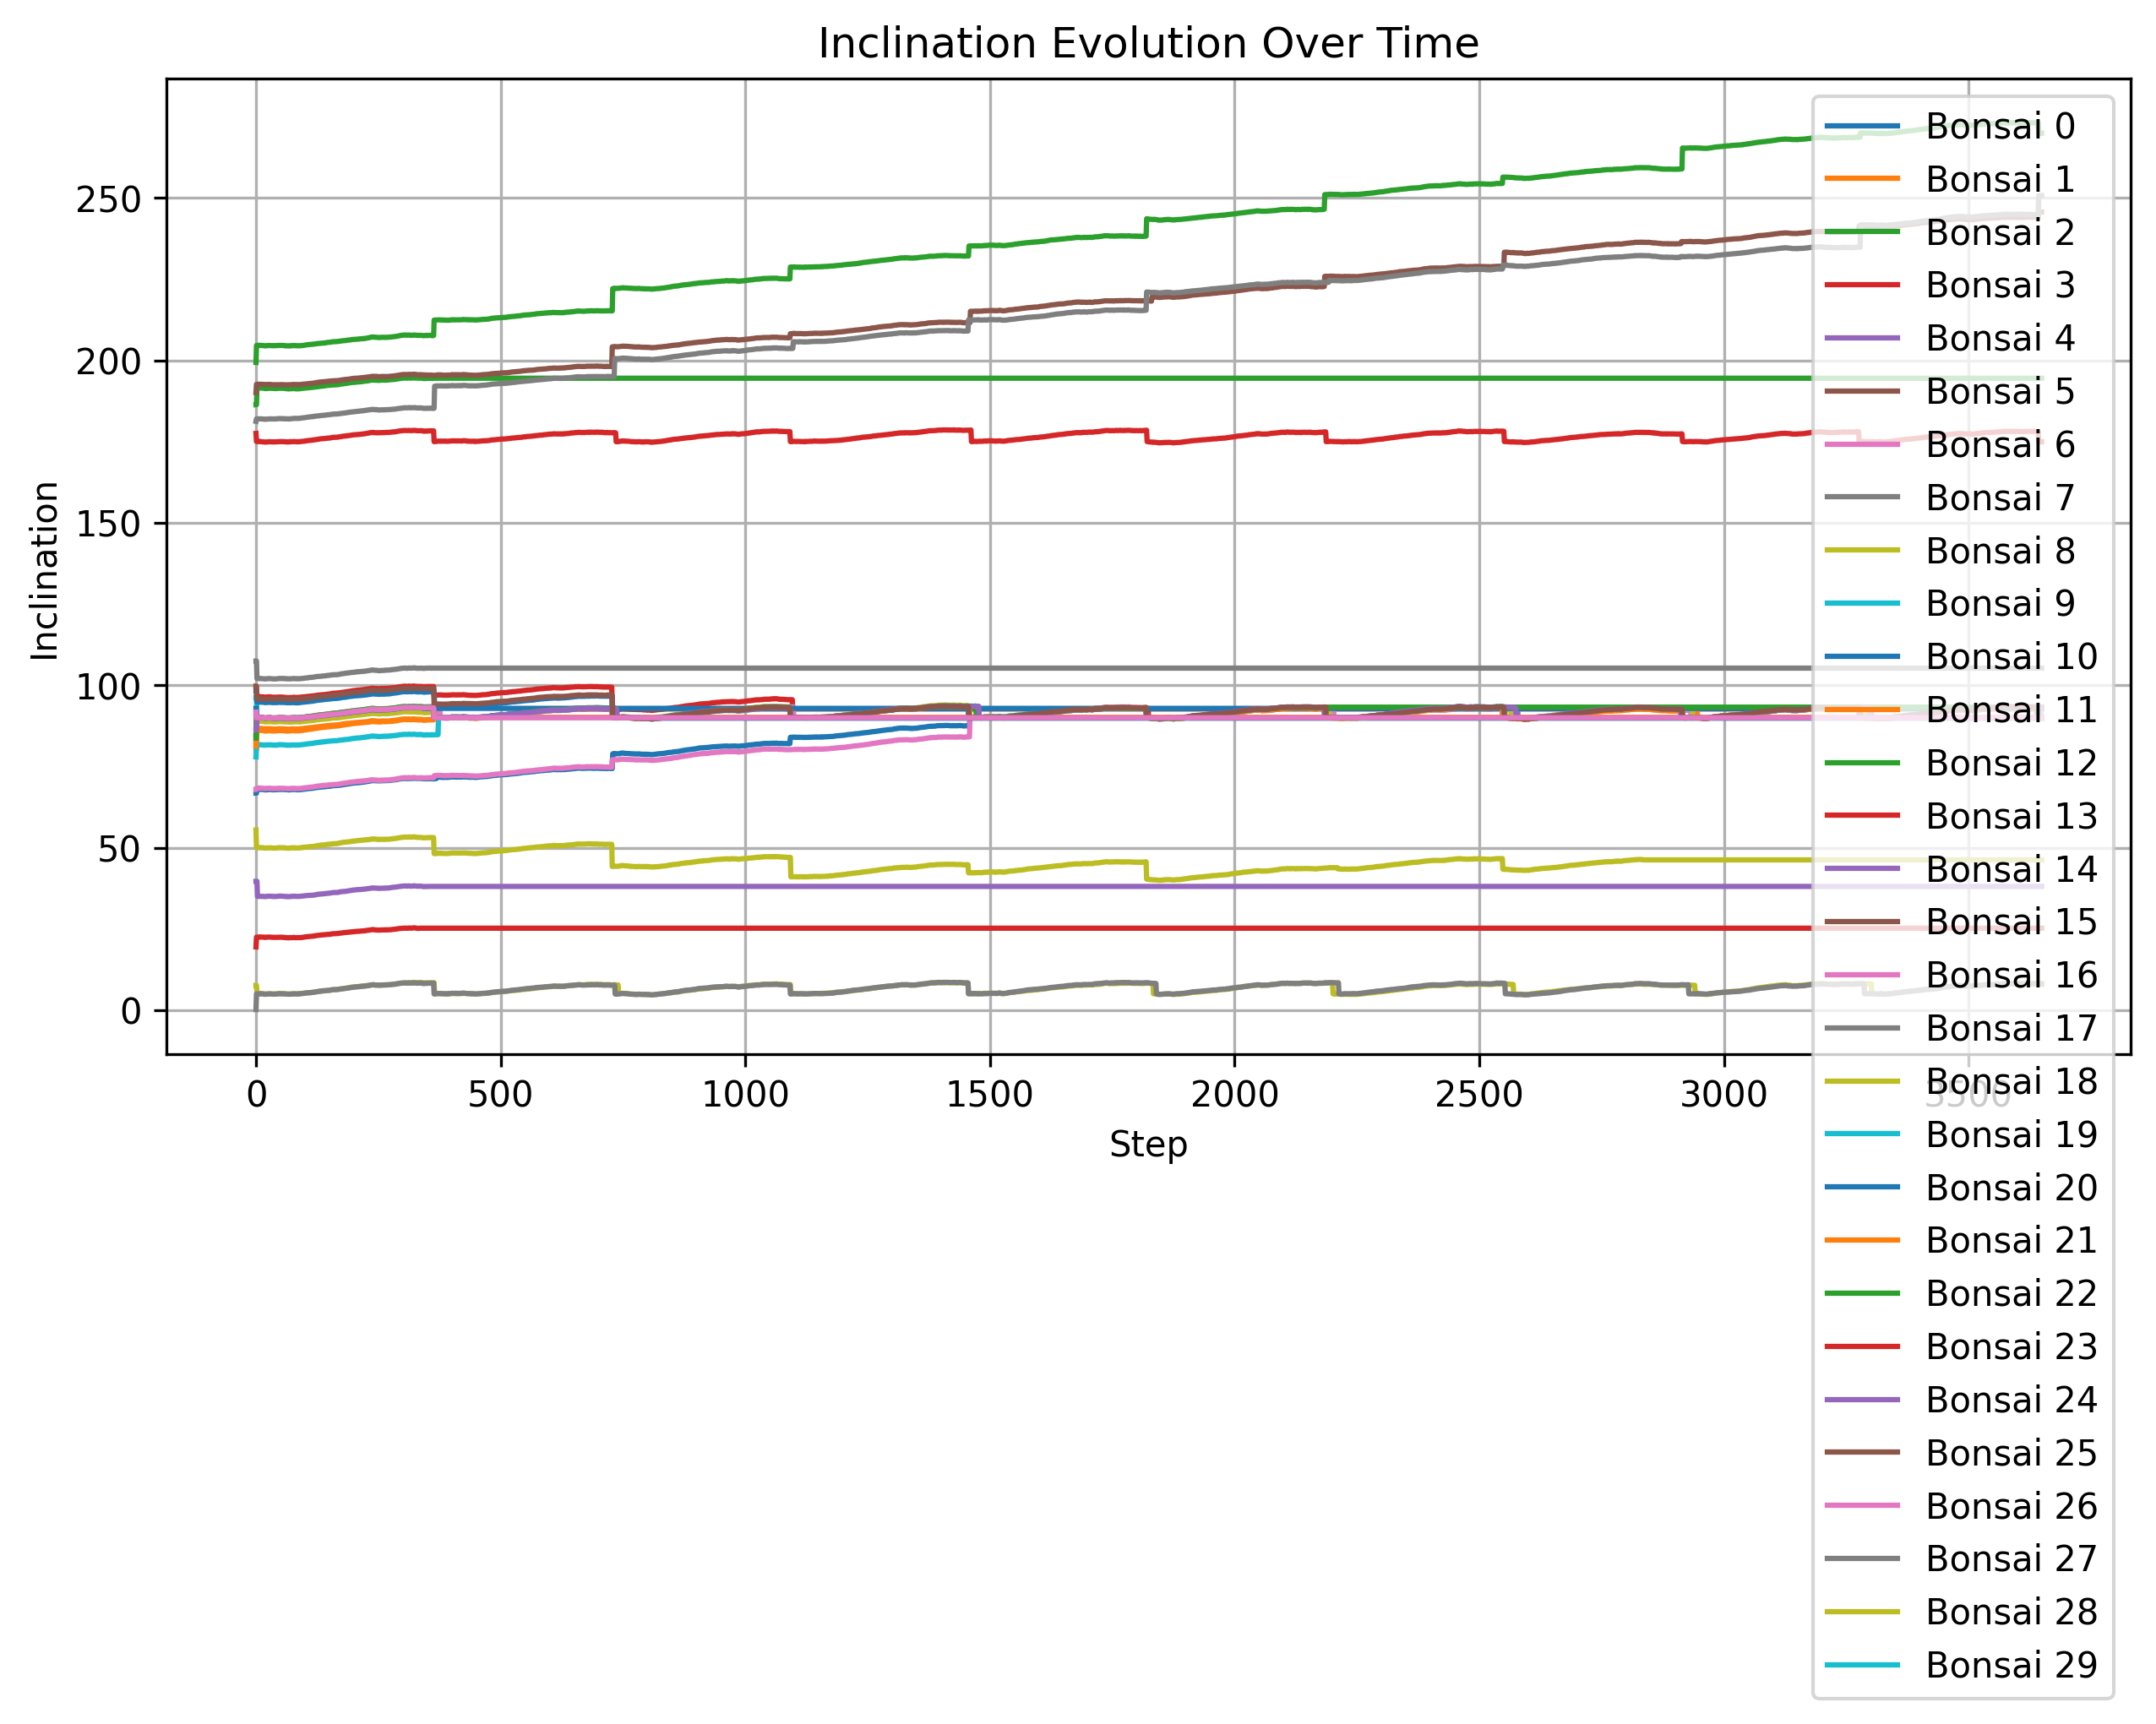 Inclination Evolution Over Time
Inclination
250
200
150
100
50
0
0 500 1000 1500 2000 2500 3000 3500
Step
Bonsai 0
Bonsai 1
Bonsai 2
Bonsai 3
Bonsai 4
Bonsai 5
Bonsai 6
Bonsai 7
Bonsai 8
Bonsai 9
Bonsai 10
Bonsai 11
Bonsai 12
Bonsai 13
Bonsai 14
Bonsai 15
Bonsai 16
Bonsai 17
Bonsai 18
Bonsai 19
Bonsai 20
Bonsai 21
Bonsai 22
Bonsai 23
Bonsai 24
Bonsai 25
Bonsai 26
Bonsai 27
Bonsai 28
Bonsai 29